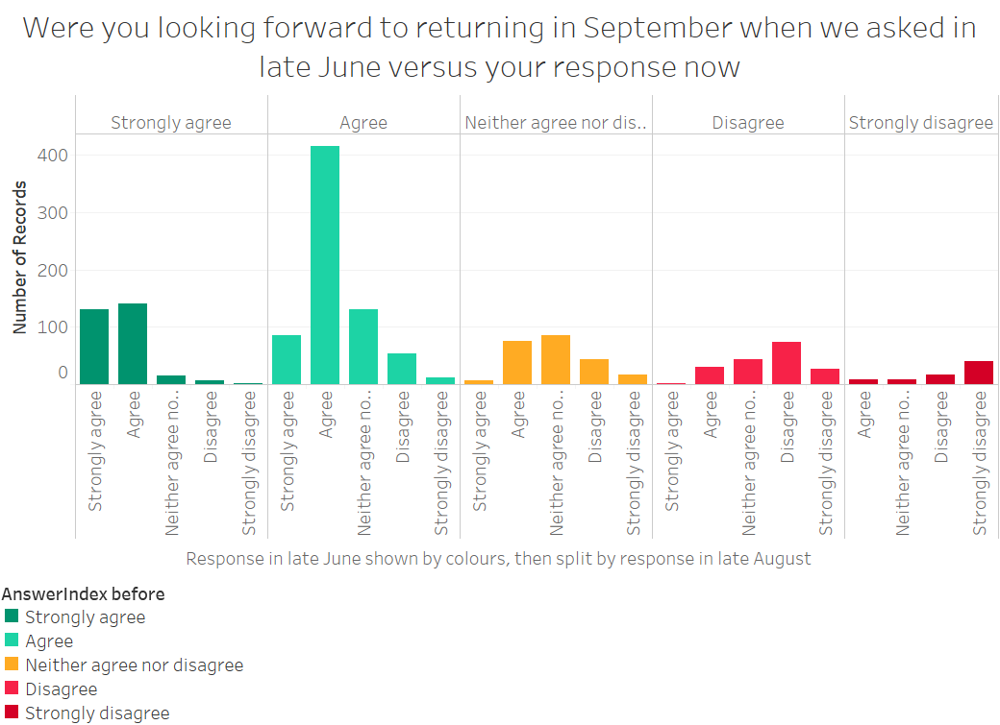 Were you looking forward to returning in September when we asked in
late June versus your response now
Strongly agree
Agree
Neither agree nor dis..
Disagree
Strongly disagree
Number of Records
400
300
200
100
0
Strongly agree
Agree
Neither agree no..
Disagree
Strongly disagree
Strongly agree
Agree
Neither agree no..
Disagree
Strongly disagree
Strongly agree
Agree
Neither agree no..
Disagree
Strongly disagree
Strongly agree
Agree
Neither agree no..
Disagree
Strongly disagree
Agree
Neither agree no..
Disagree
Strongly disagree
Response in late June shown by colours, then split by response in late August
AnswerIndex before
Strongly agree
Agree
Neither agree nor disagree
Disagree
Strongly disagree